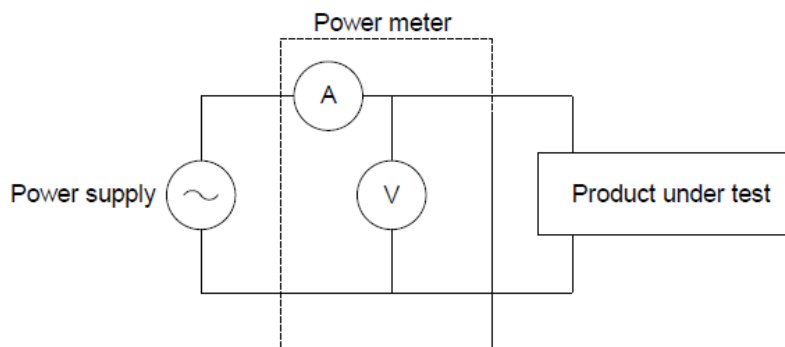 Power meter
A
Power supply
V
Product under test